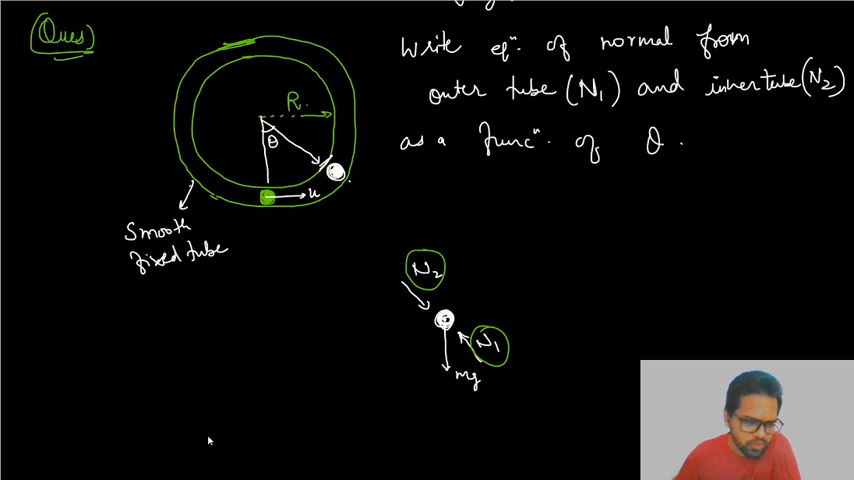 Ques
Write eqⁿ. of normal from
outer tube (N₁) and inner tube (N₂)
as a funcⁿ. of θ.
R.
θ
u
Smooth
fixed tube
N₂
N₁
mg